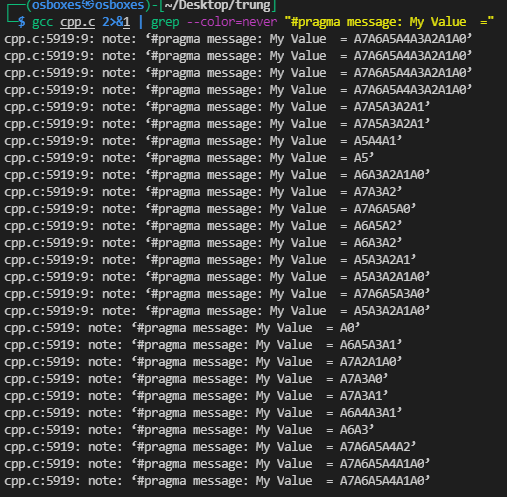 ┌──(osboxes㉿osboxes)-[~/Desktop/trung]
└─$ gcc cpp.c 2>&1 | grep --color=never "#pragma message: My Value  ="
cpp.c:5919:9: note: ‘#pragma message: My Value  = A7A6A5A4A3A2A1A0’
cpp.c:5919:9: note: ‘#pragma message: My Value  = A7A6A5A4A3A2A1A0’
cpp.c:5919:9: note: ‘#pragma message: My Value  = A7A6A5A4A3A2A1A0’
cpp.c:5919:9: note: ‘#pragma message: My Value  = A7A6A5A4A3A2A1A0’
cpp.c:5919:9: note: ‘#pragma message: My Value  = A7A5A3A2A1’
cpp.c:5919:9: note: ‘#pragma message: My Value  = A7A5A3A2A1’
cpp.c:5919:9: note: ‘#pragma message: My Value  = A5A4A1’
cpp.c:5919:9: note: ‘#pragma message: My Value  = A5’
cpp.c:5919:9: note: ‘#pragma message: My Value  = A6A3A2A1A0’
cpp.c:5919:9: note: ‘#pragma message: My Value  = A7A3A2’
cpp.c:5919:9: note: ‘#pragma message: My Value  = A7A6A5A0’
cpp.c:5919:9: note: ‘#pragma message: My Value  = A6A5A2’
cpp.c:5919:9: note: ‘#pragma message: My Value  = A6A3A2’
cpp.c:5919:9: note: ‘#pragma message: My Value  = A5A3A2A1’
cpp.c:5919:9: note: ‘#pragma message: My Value  = A5A3A2A1A0’
cpp.c:5919:9: note: ‘#pragma message: My Value  = A7A6A5A3A0’
cpp.c:5919:9: note: ‘#pragma message: My Value  = A5A3A2A1A0’
cpp.c:5919: note: ‘#pragma message: My Value  = A0’
cpp.c:5919: note: ‘#pragma message: My Value  = A6A5A3A1’
cpp.c:5919: note: ‘#pragma message: My Value  = A7A2A1A0’
cpp.c:5919: note: ‘#pragma message: My Value  = A7A3A0’
cpp.c:5919: note: ‘#pragma message: My Value  = A7A3A1’
cpp.c:5919: note: ‘#pragma message: My Value  = A6A4A3A1’
cpp.c:5919: note: ‘#pragma message: My Value  = A6A3’
cpp.c:5919: note: ‘#pragma message: My Value  = A7A6A5A4A2’
cpp.c:5919: note: ‘#pragma message: My Value  = A7A6A5A4A1A0’
cpp.c:5919: note: ‘#pragma message: My Value  = A7A6A5A4A1A0’